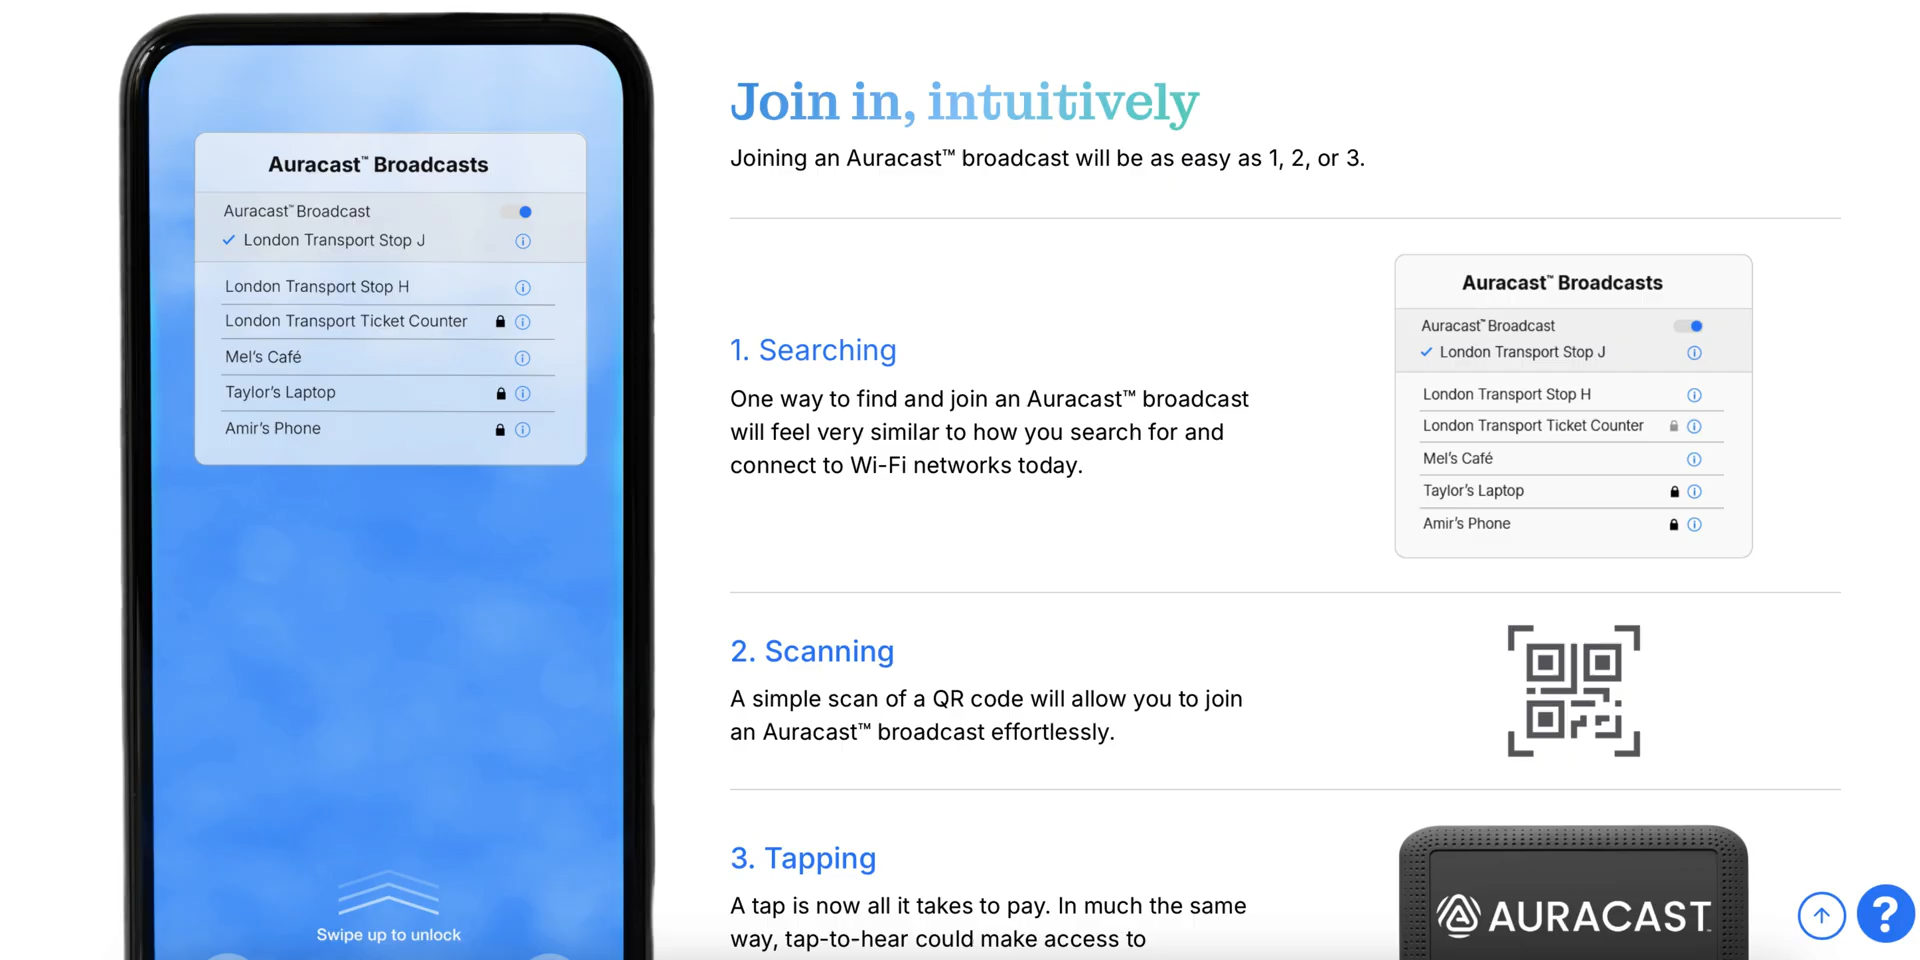 Auracast™ Broadcasts
Auracast™ Broadcast
London Transport Stop J
London Transport Stop H
London Transport Ticket Counter
Mel's Café
Taylor's Laptop
Amir's Phone
Swipe up to unlock
Join in, intuitively
Joining an Auracast™ broadcast will be as easy as 1, 2, or 3.
1. Searching
One way to find and join an Auracast™ broadcast
will feel very similar to how you search for and
connect to Wi-Fi networks today.
Auracast™ Broadcasts
Auracast™ Broadcast
London Transport Stop J
London Transport Stop H
London Transport Ticket Counter
Mel's Café
Taylor's Laptop
Amir's Phone
2. Scanning
A simple scan of a QR code will allow you to join
an Auracast™ broadcast effortlessly.
3. Tapping
A tap is now all it takes to pay. In much the same
way, tap-to-hear could make access to
AURACAST™
?